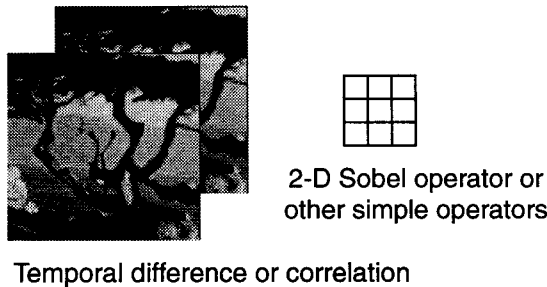 2-D Sobel operator or
other simple operators
Temporal difference or correlation